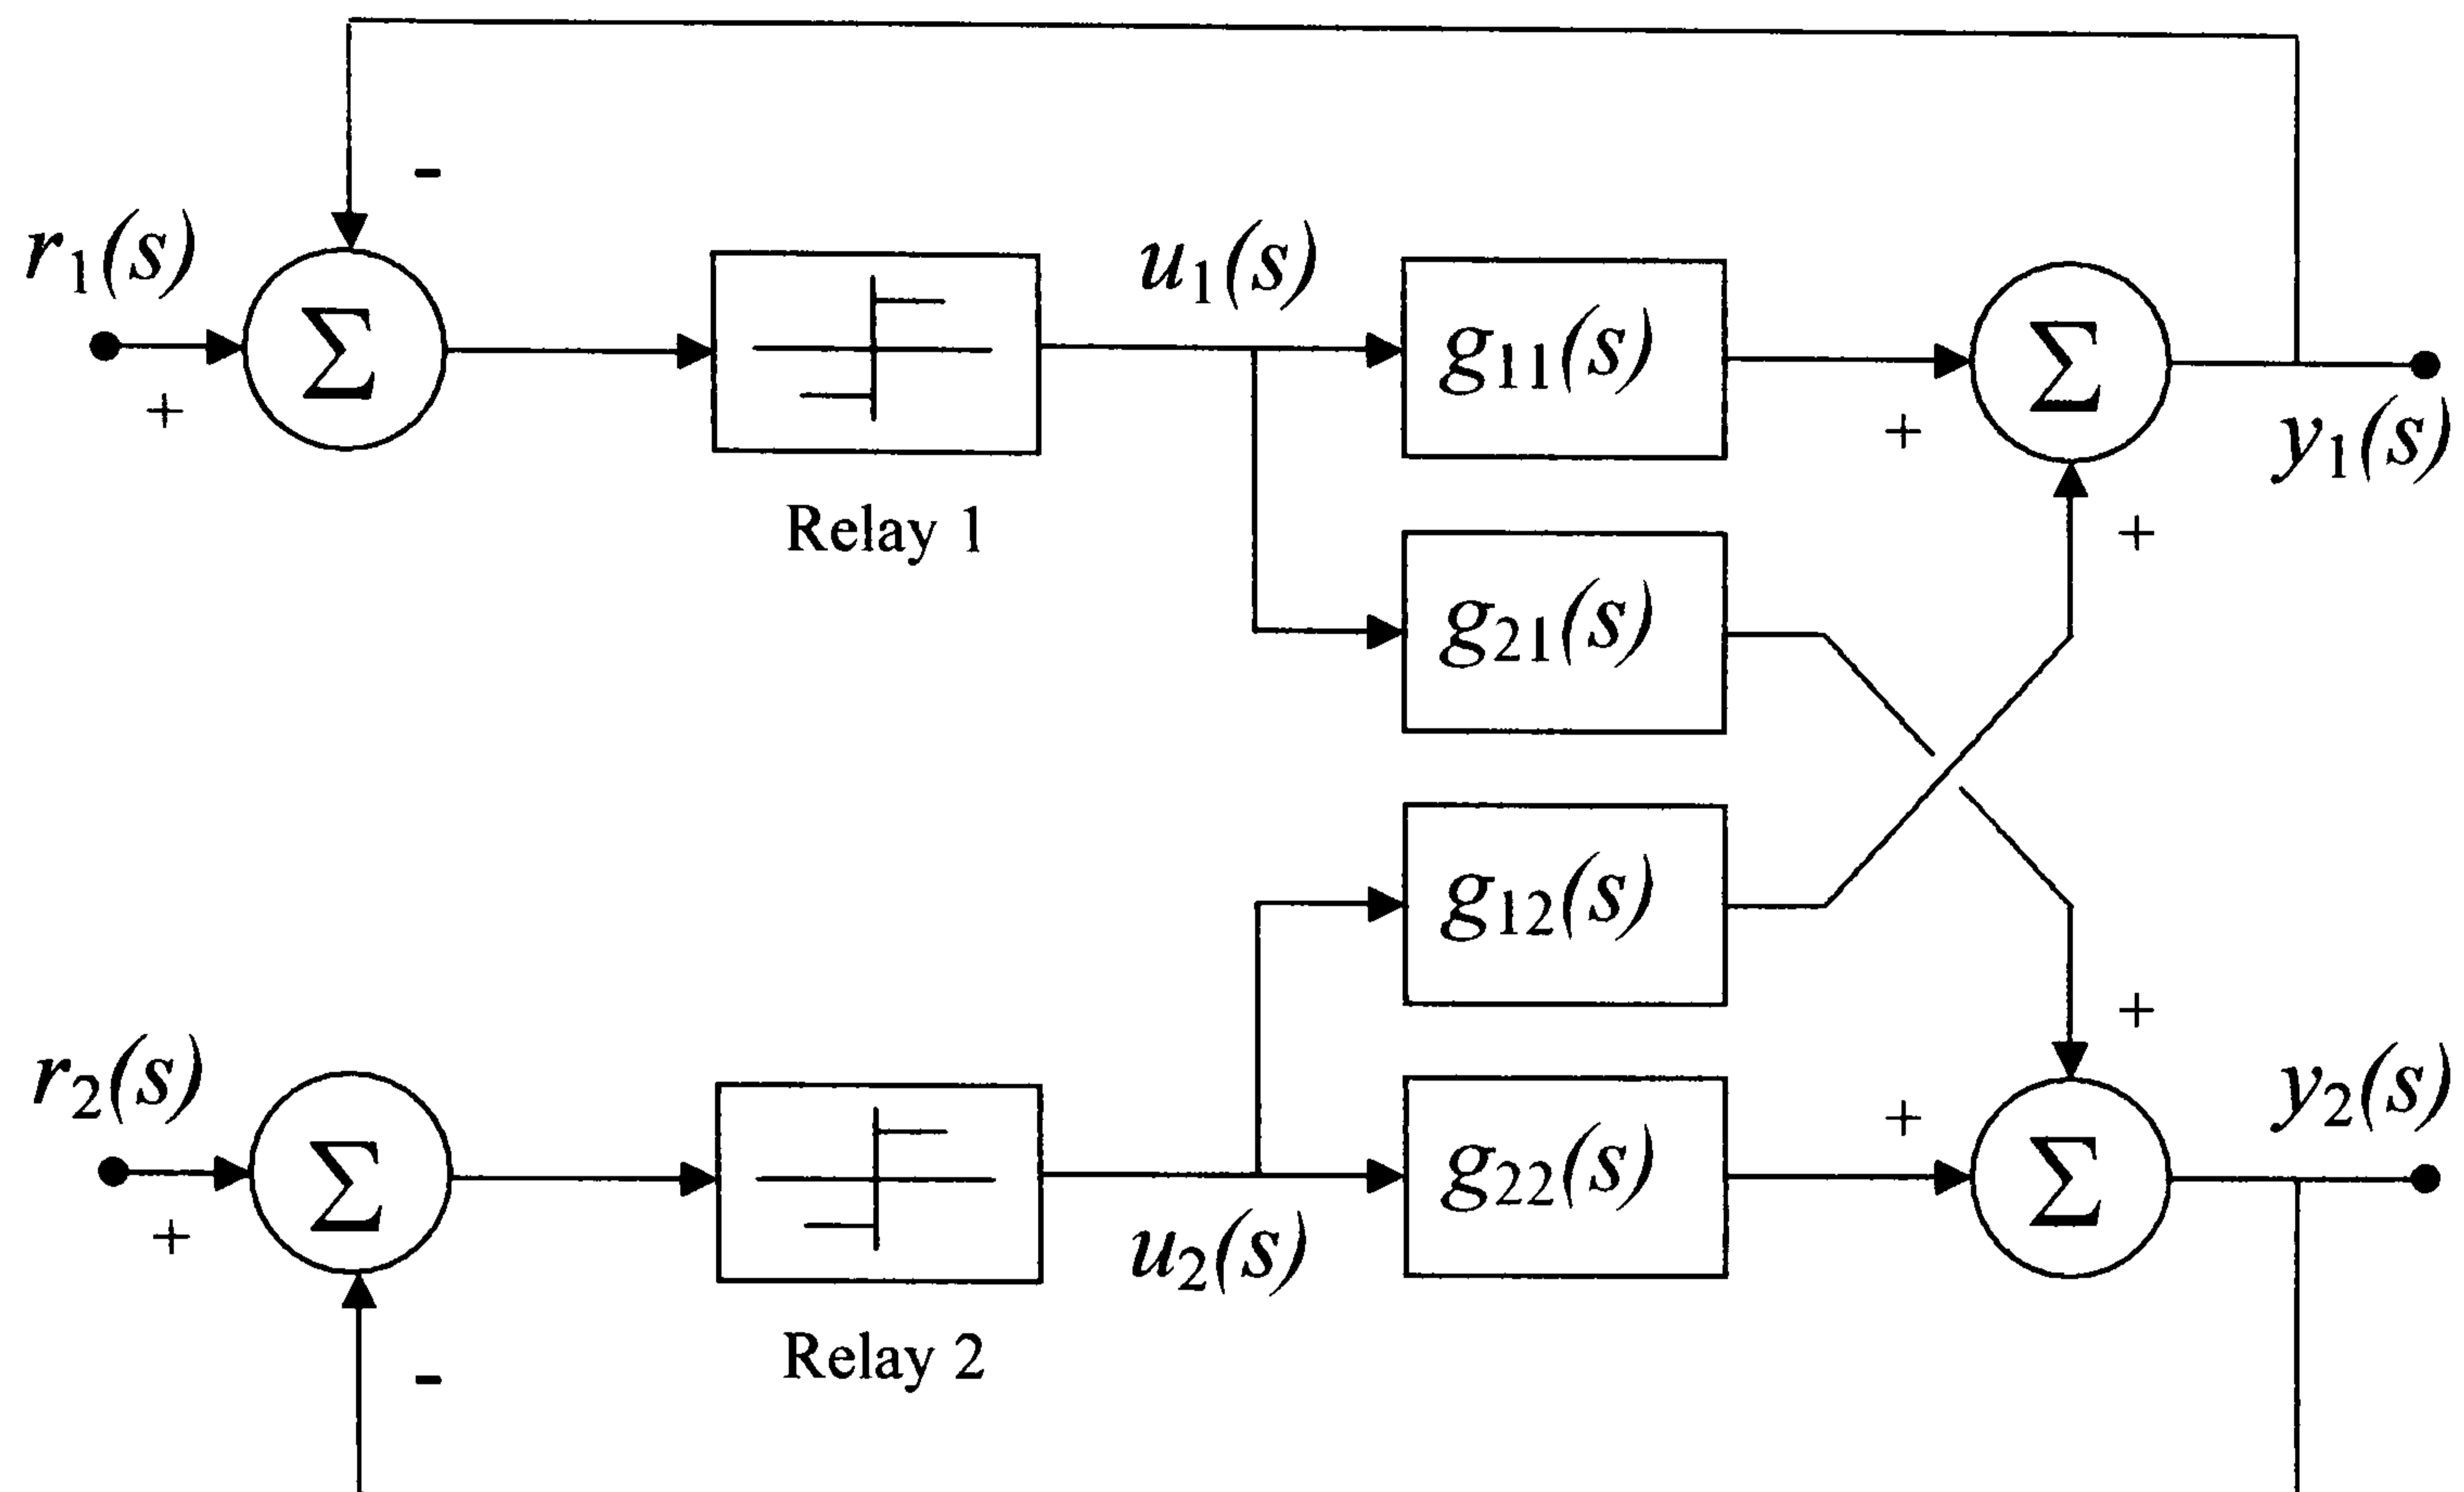 -
r1(s)
+
Σ
Relay 1
u1(s)
g11(s)
+
Σ
+
y1(s)
g21(s)
g12(s)
r2(s)
+
Σ
-
Relay 2
u2(s)
g22(s)
+
+
Σ
y2(s)